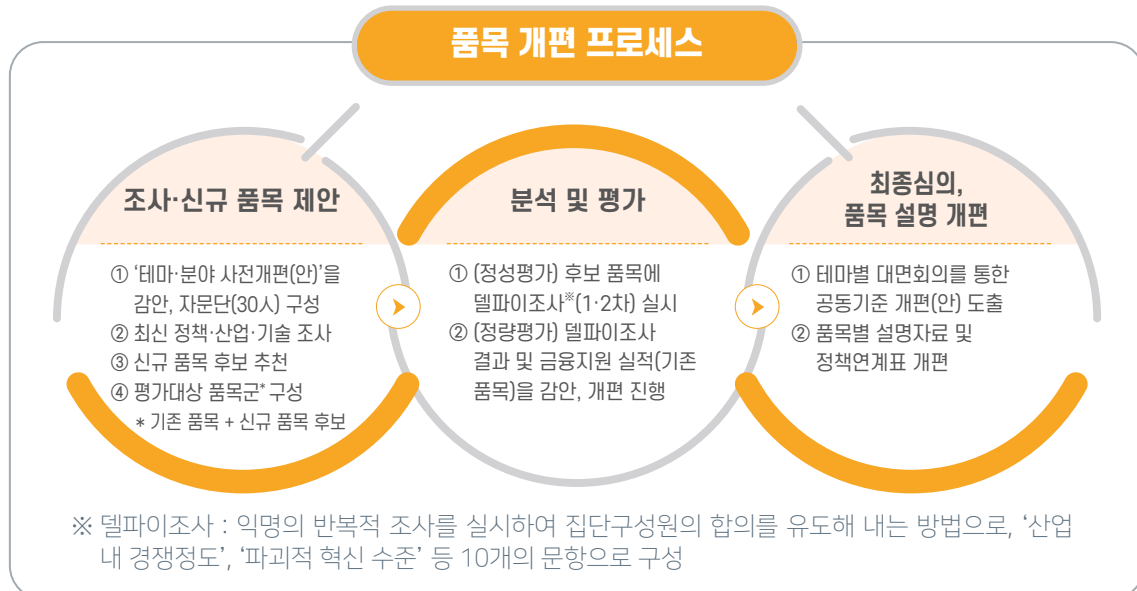 품목 개편 프로세스
조사·신규 품목 제안
① ‘테마·분야 사전개편(안)’을
감안, 자문단(30人) 구성
② 최신 정책·산업·기술 조사
③ 신규 품목 후보 추천
④ 평가대상 품목군* 구성
* 기존 품목 + 신규 품목 후보
분석 및 평가
① (정성평가) 후보 품목에
델파이조사※(1·2차) 실시
② (정량평가) 델파이조사
결과 및 금융지원 실적(기존
품목)을 감안, 개편 진행
최종심의,
품목 설명 개편
① 테마별 대면회의를 통한
공동기준 개편(안) 도출
② 품목별 설명자료 및
정책연계표 개편
※ 델파이조사 : 익명의 반복적 조사를 실시하여 집단구성원의 합의를 유도해 내는 방법으로, ‘산업
내 경쟁정도’, ‘파괴적 혁신 수준’ 등 10개의 문항으로 구성